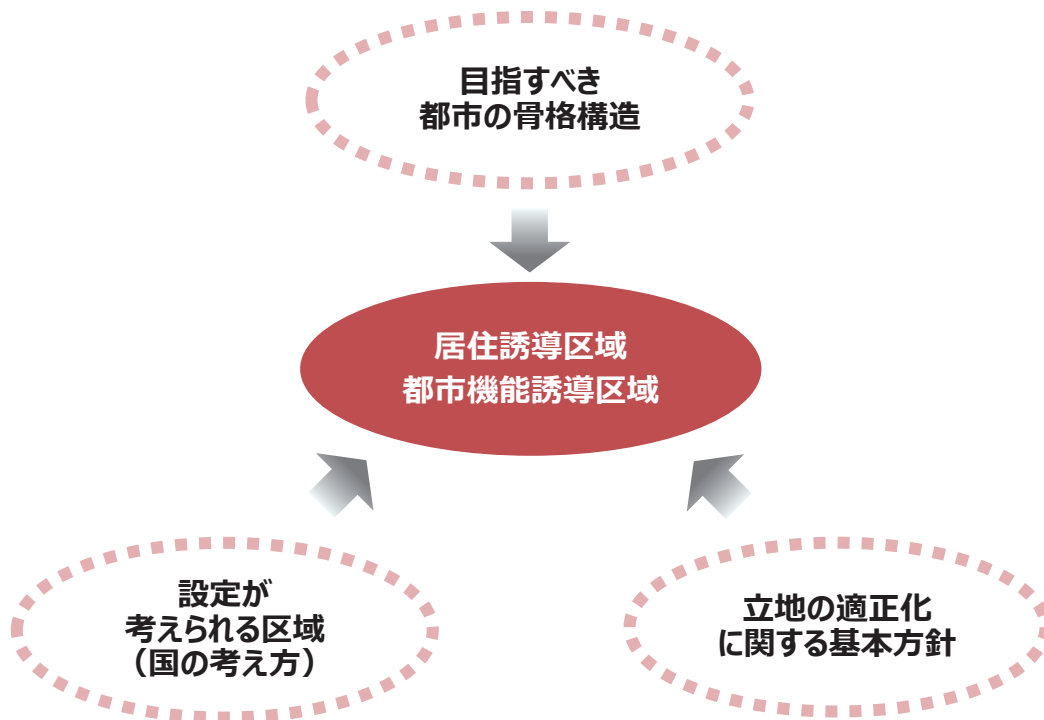 目指すべき
都市の骨格構造
居住誘導区域
都市機能誘導区域
設定が
考えられる区域
（国の考え方）
立地の適正化
に関する基本方針